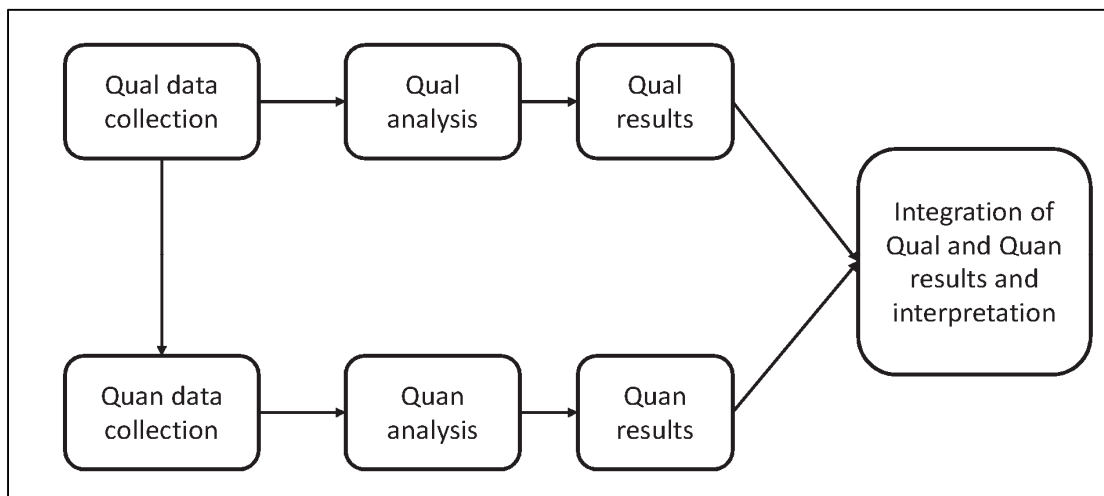 Qual data
collection
Qual
analysis
Qual
results
Integration of
Qual and Quan
results and
interpretation
Quan data
collection
Quan
analysis
Quan
results